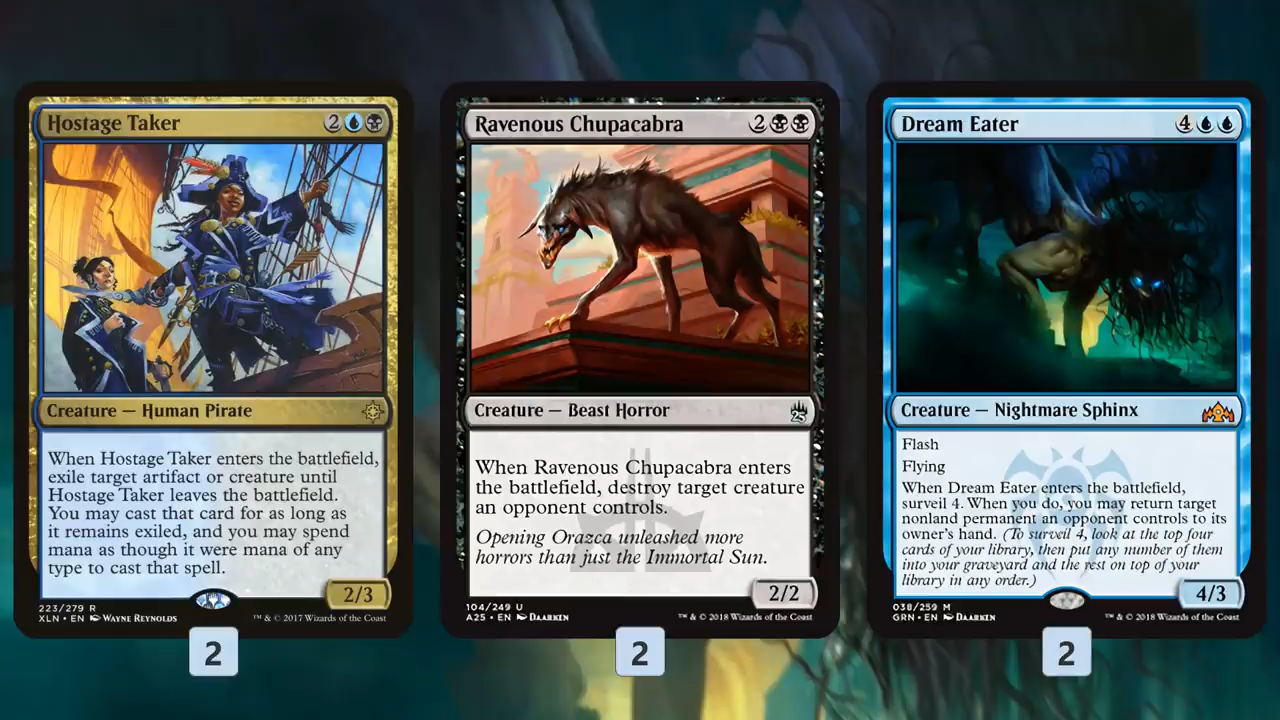 Hostage Taker 2
Creature — Human Pirate
When Hostage Taker enters the battlefield,
exile target artifact or creature until
Hostage Taker leaves the battlefield.
You may cast that card for as long as
it remains exiled, and you may spend
mana as though it were mana of any
type to cast that spell.
2/3
223/279 R
XLN • EN Wayne Reynolds ™ & © 2017 Wizards of the Coast
2
Ravenous Chupacabra 2
Creature — Beast Horror
25
When Ravenous Chupacabra enters
the battlefield, destroy target creature
an opponent controls.
Opening Orazca unleashed more
horrors than just the Immortal Sun.
2/2
104/249 U
A25 • EN Daarken ™ & © 2018 Wizards of the Coast
2
Dream Eater 4
Creature — Nightmare Sphinx
Flash
Flying
When Dream Eater enters the battlefield,
surveil 4. When you do, you may return target
nonland permanent an opponent controls to its
owner's hand. (To surveil 4, look at the top four
cards of your library, then put any number of them
into your graveyard and the rest on top of your
library in any order.)
4/3
038/259 M
GRN • EN Daarken ™ & © 2018 Wizards of the Coast
2